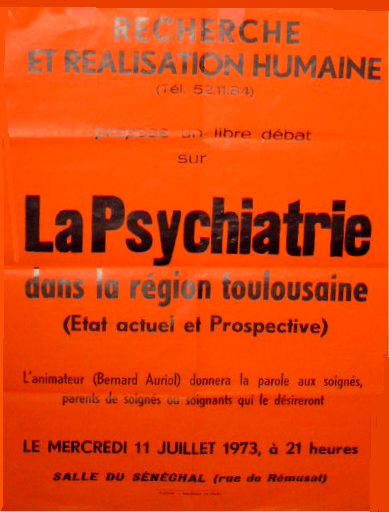 RECHERCHE
ET REALISATION HUMAINE
(Tél. 52.11.84)
propose un libre débat
sur
La Psychiatrie
dans la région toulousaine
(Etat actuel et Prospective)
L'animateur (Bernard Auriol) donnera la parole aux soignés,
parents de soignés ou soignants qui le désireront
LE MERCREDI 11 JUILLET 1973, à 21 heures
SALLE DU SÉNÉCHAL (rue de Rémusat)